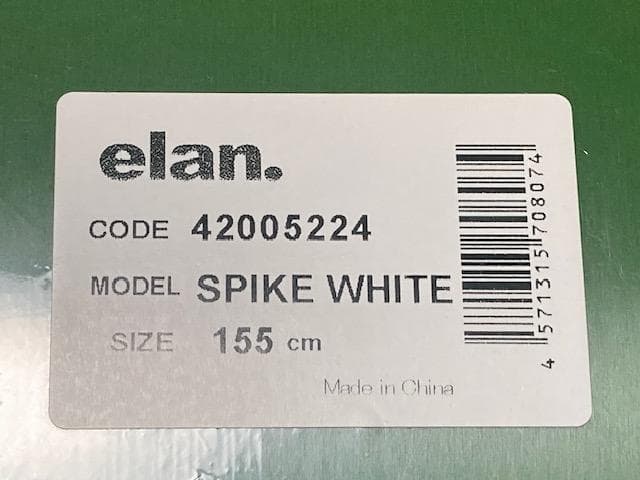 elan.
CODE 42005224
MODEL SPIKE WHITE
SIZE 155 cm
Made in China
4 571315 708074